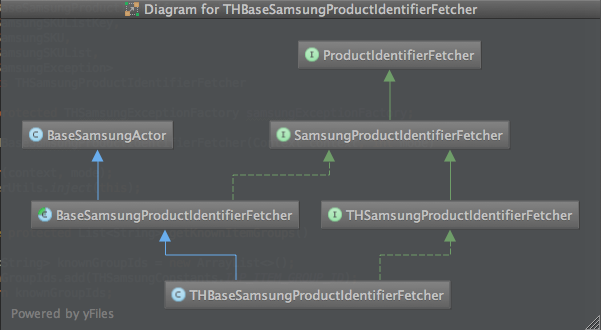 Diagram for THBaseSamsungProductIdentifierFetcher
I ProductIdentifierFetcher
C BaseSamsungActor
I SamsungProductIdentifierFetcher
C BaseSamsungProductIdentifierFetcher
I THSamsungProductIdentifierFetcher
C THBaseSamsungProductIdentifierFetcher
Powered by yFiles